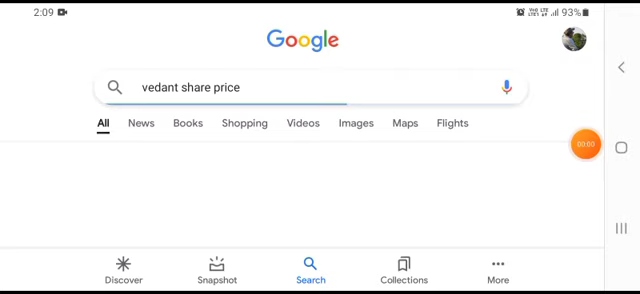 2:09 93%
Google
vedant share price
All News Books Shopping Videos Images Maps Flights
00:00
Discover Snapshot Search Collections More